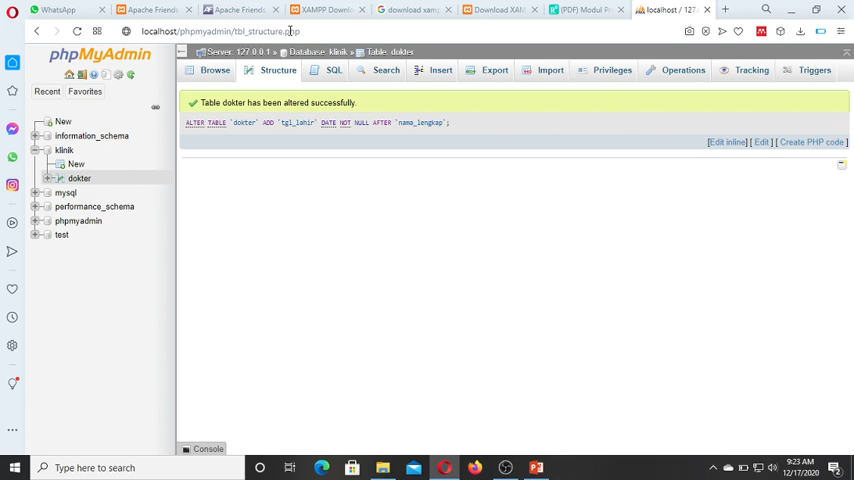 WhatsApp
Apache Friends
Apache Friends
XAMPP Downlo
download xamp
Download XAM
(PDF) Modul Pr
localhost / 127.
localhost/phpmyadmin/tbl_structure.php
phpMyAdmin
Recent Favorites
New
information_schema
klinik
New
dokter
mysql
performance_schema
phpmyadmin
test
Server: 127.0.0.1 » Database: klinik » Table: dokter
Browse Structure SQL Search Insert Export Import Privileges Operations Tracking Triggers
Table dokter has been altered successfully.
ALTER TABLE `dokter` ADD `tgl_lahir` DATE NOT NULL AFTER `nama_lengkap`;
[Edit inline] [ Edit ] [ Create PHP code ]
Console
Type here to search
9:23 AM
12/17/2020
2